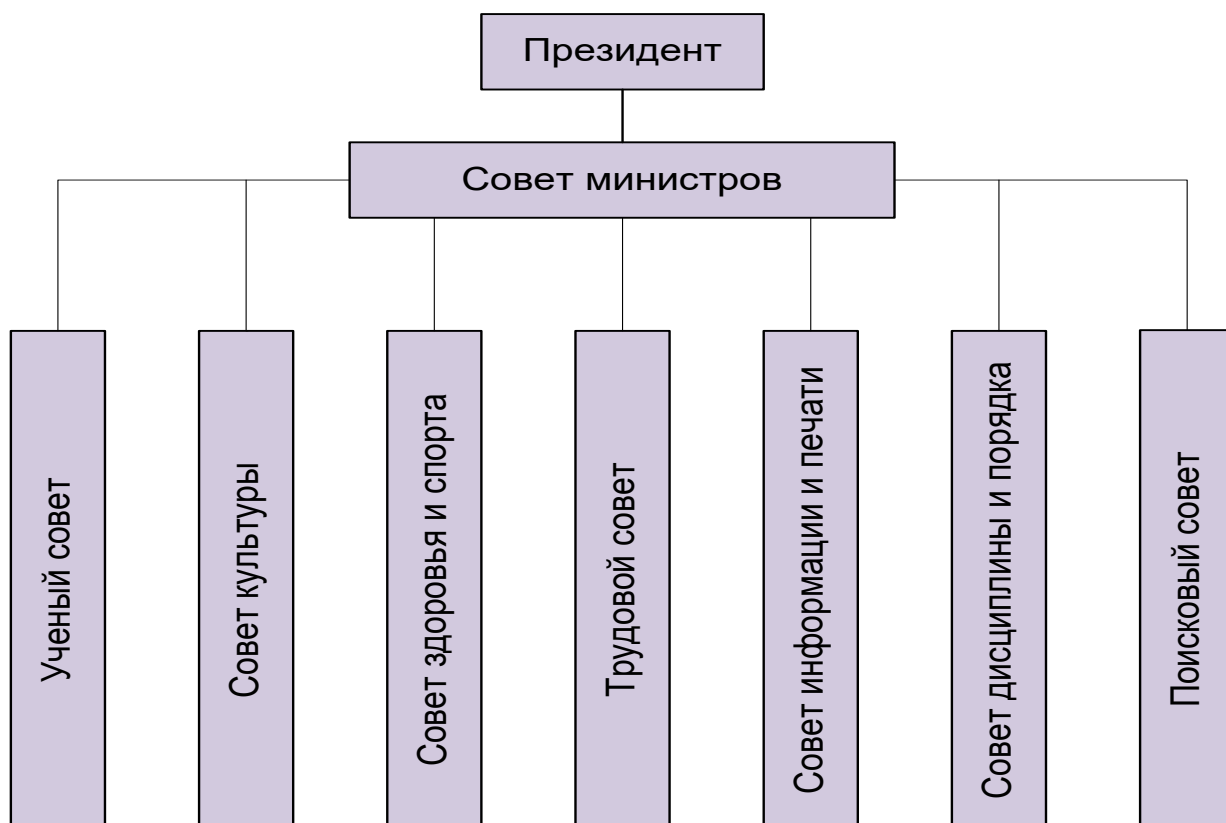 Президент
Совет министров
Ученый совет
Совет культуры
Совет здоровья и спорта
Трудовой совет
Совет информации и печати
Совет дисциплины и порядка
Поисковый совет